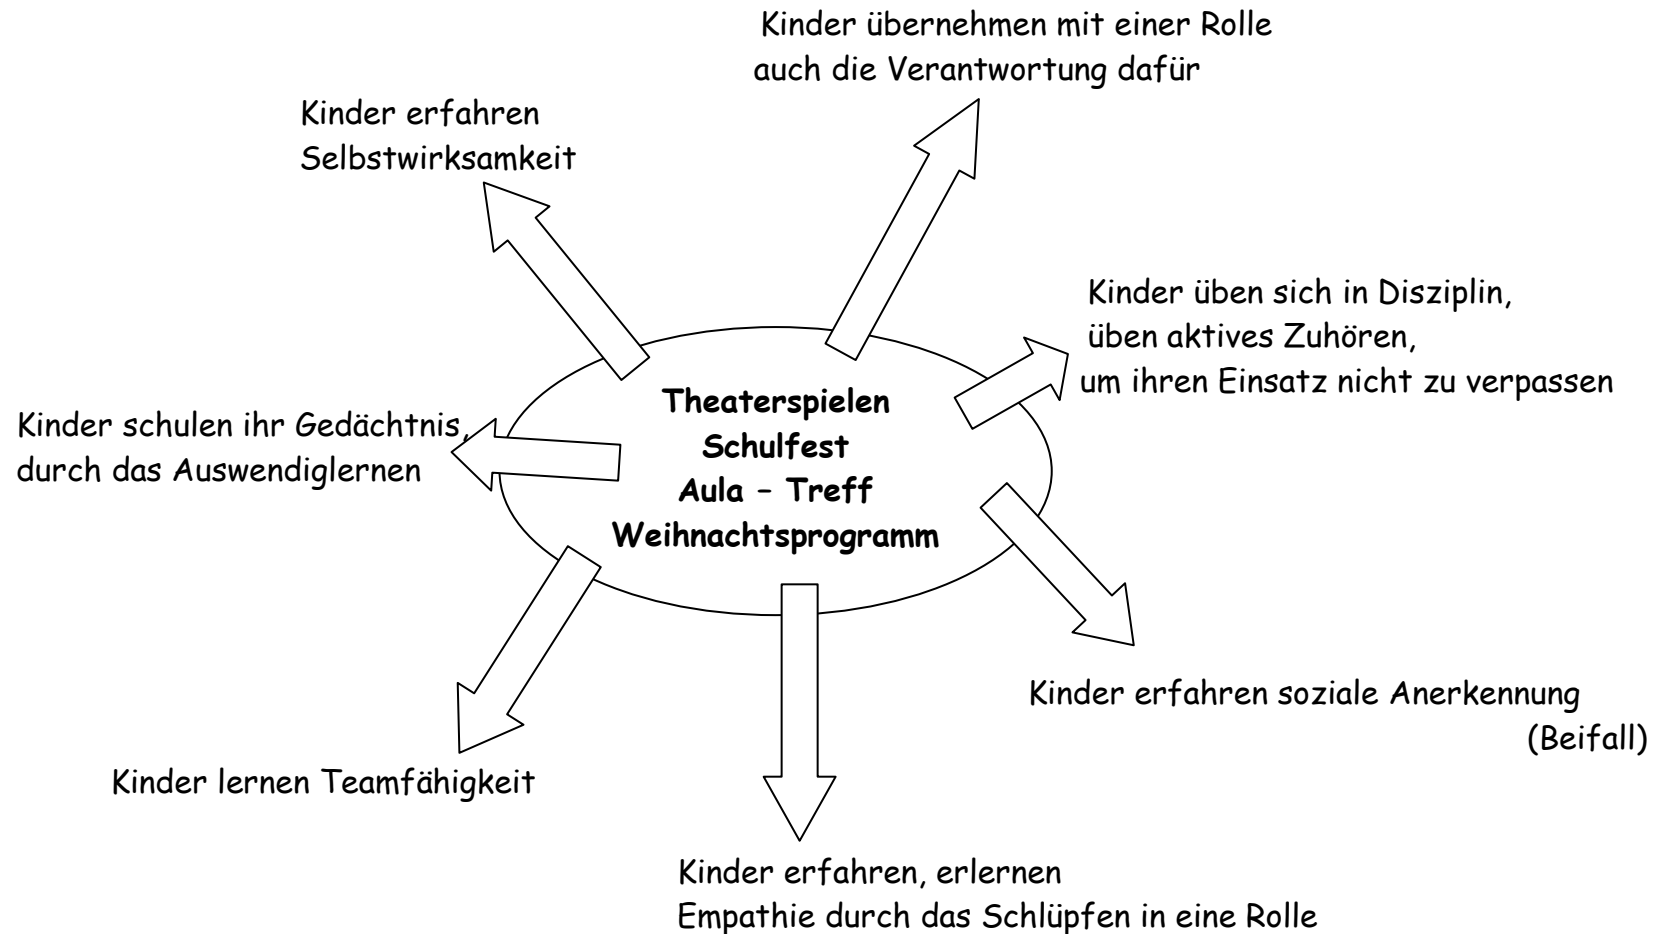 Kinder übernehmen mit einer Rolle
auch die Verantwortung dafür
Kinder erfahren
Selbstwirksamkeit
Kinder üben sich in Disziplin,
üben aktives Zuhören,
um ihren Einsatz nicht zu verpassen
Theaterspielen
Schulfest
Aula – Treff
Weihnachtsprogramm
Kinder schulen ihr Gedächtnis,
durch das Auswendiglernen
Kinder erfahren soziale Anerkennung
(Beifall)
Kinder lernen Teamfähigkeit
Kinder erfahren, erlernen
Empathie durch das Schlüpfen in eine Rolle